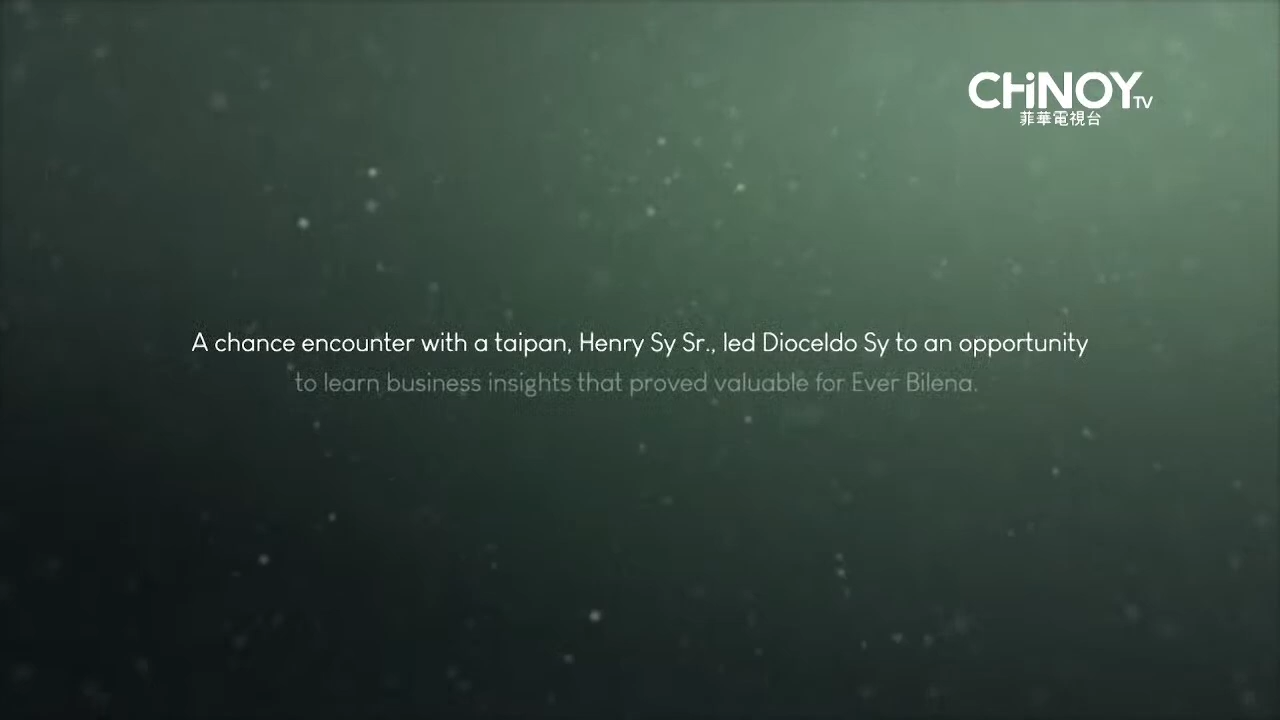 CHiNOY TV
菲華電視台
A chance encounter with a taipan, Henry Sy Sr., led Dioceldo Sy to an opportunity
to learn business insights that proved valuable for Ever Bilena.